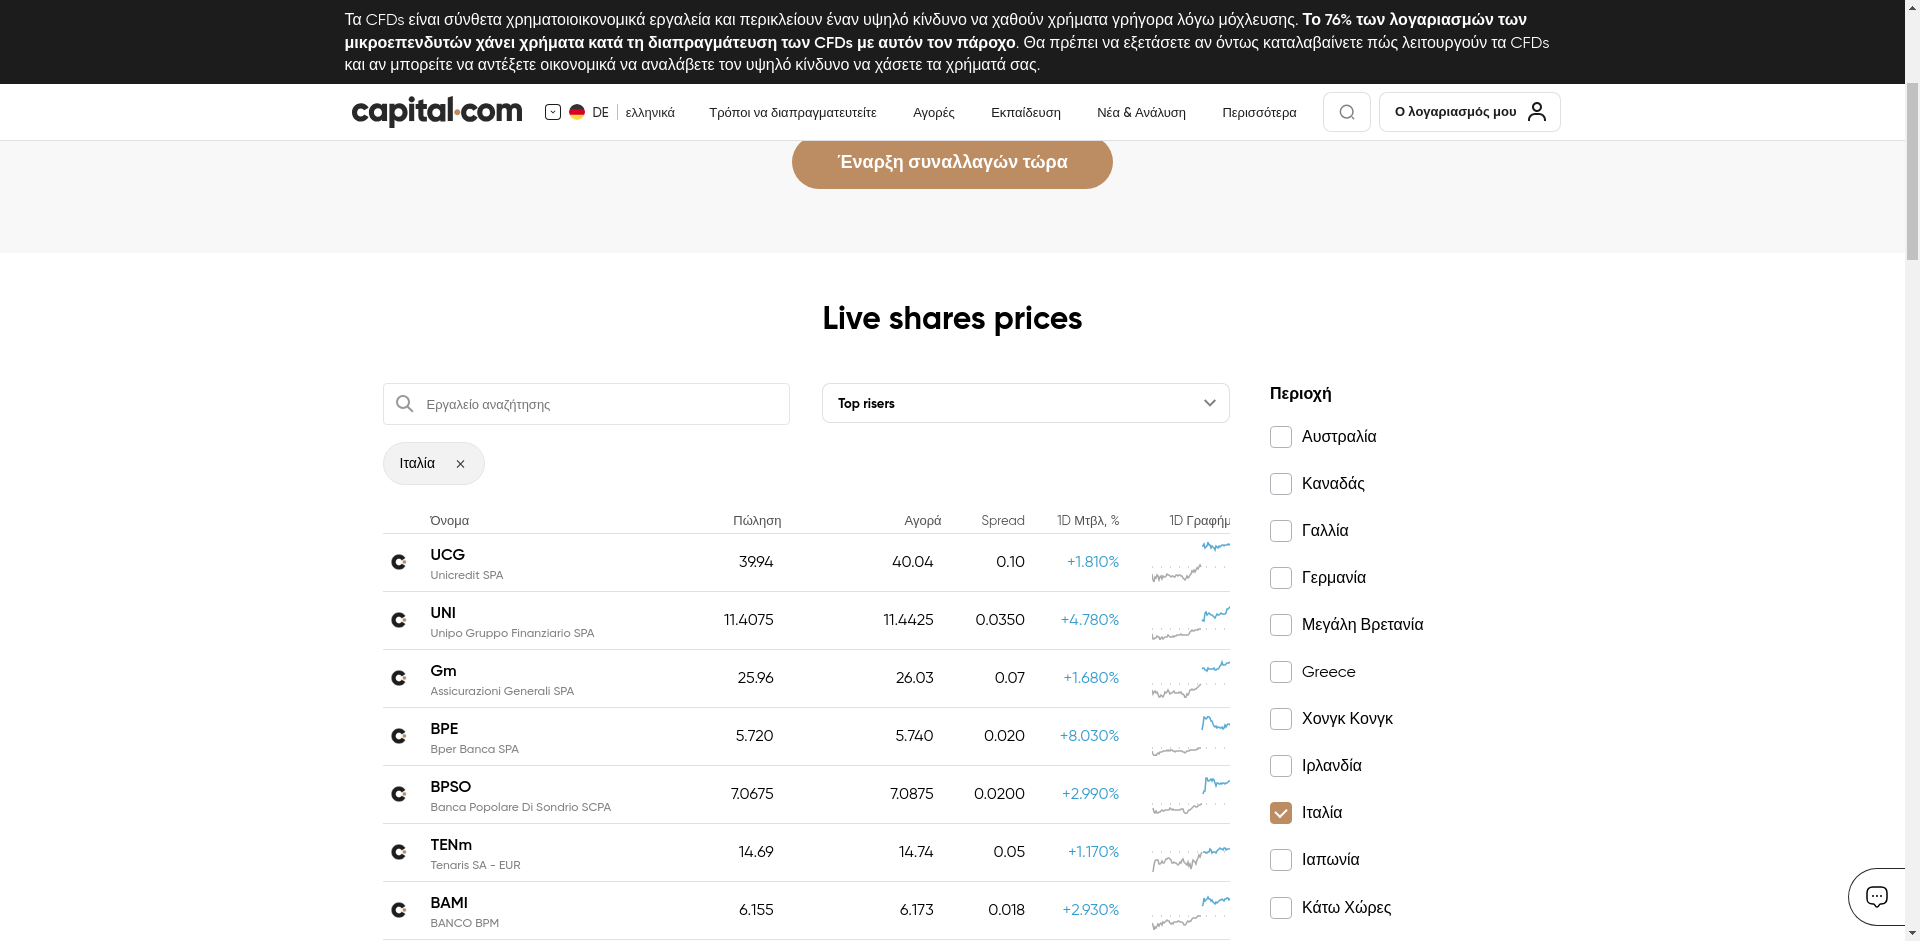 Τα CFDs είναι σύνθετα χρηματοιοικονομικά εργαλεία και περικλείουν έναν υψηλό κίνδυνο να χαθούν χρήματα γρήγορα λόγω μόχλευσης. Το 76% των λογαριασμών των
μικροεπενδυτών χάνει χρήματα κατά τη διαπραγμάτευση των CFDs με αυτόν τον πάροχο. Θα πρέπει να εξετάσετε αν όντως καταλαβαίνετε πώς λειτουργούν τα CFDs
και αν μπορείτε να αντέξετε οικονομικά να αναλάβετε τον υψηλό κίνδυνο να χάσετε τα χρήματά σας.
capital.com DE ελληνικά Τρόποι να διαπραγματευτείτε Αγορές Εκπαίδευση Νέα & Ανάλυση Περισσότερα Ο λογαριασμός μου
Έναρξη συναλλαγών τώρα
Live shares prices
Εργαλείο αναζήτησης
Top risers
Ιταλία
Όνομα Πώληση Αγορά Spread 1D Μτβλ, % 1D Γραφήμ
UCG 39.94 40.04 0.10 +1.810%
Unicredit SPA
UNI 11.4075 11.4425 0.0350 +4.780%
Unipo Gruppo Finanziario SPA
Gm 25.96 26.03 0.07 +1.680%
Assicurazioni Generali SPA
BPE 5.720 5.740 0.020 +8.030%
Bper Banca SPA
BPSO 7.0675 7.0875 0.0200 +2.990%
Banca Popolare Di Sondrio SCPA
TENm 14.69 14.74 0.05 +1.170%
Tenaris SA - EUR
BAMI 6.155 6.173 0.018 +2.930%
BANCO BPM
Περιοχή
Αυστραλία
Καναδάς
Γαλλία
Γερμανία
Μεγάλη Βρετανία
Greece
Χονγκ Κονγκ
Ιρλανδία
Ιταλία
Ιαπωνία
Κάτω Χώρες